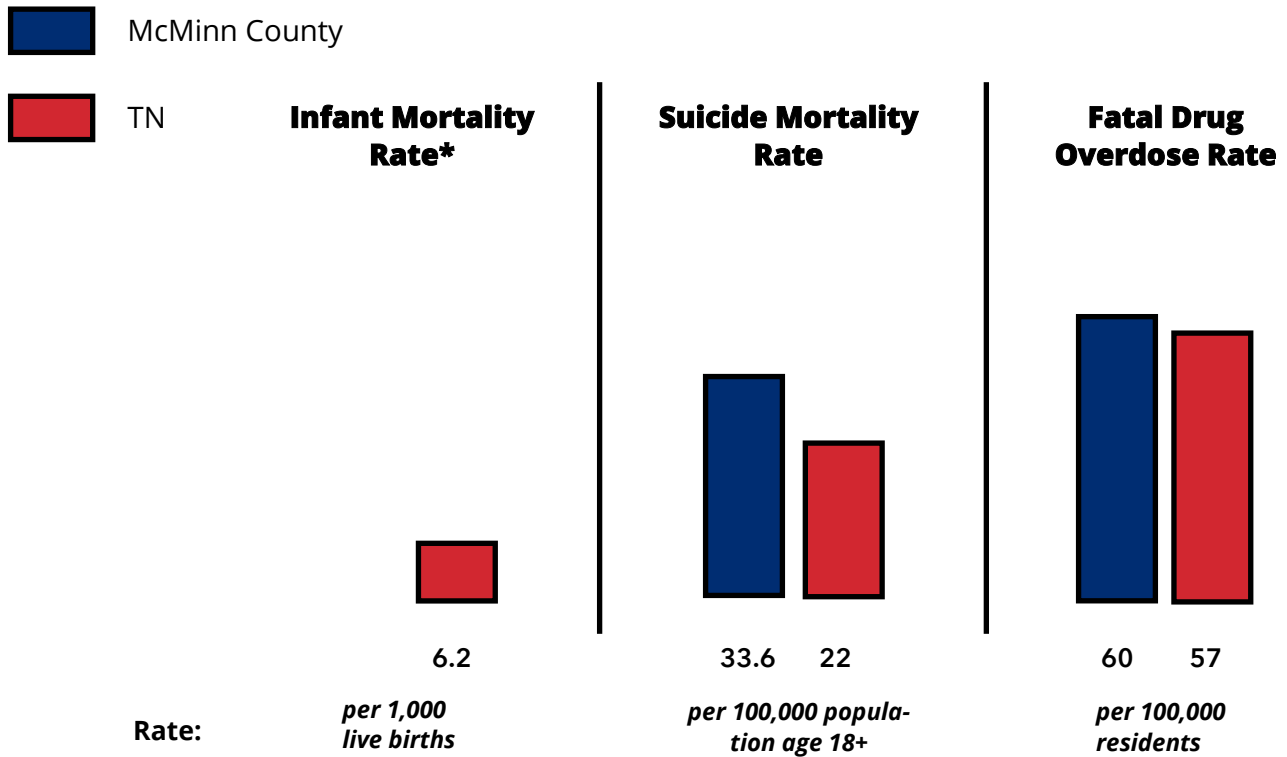 McMinn County
TN
Infant Mortality
Rate*
Suicide Mortality
Rate
Fatal Drug
Overdose Rate
6.2
33.6 22
60 57
Rate:
per 1,000
live births
per 100,000 popula-
tion age 18+
per 100,000
residents